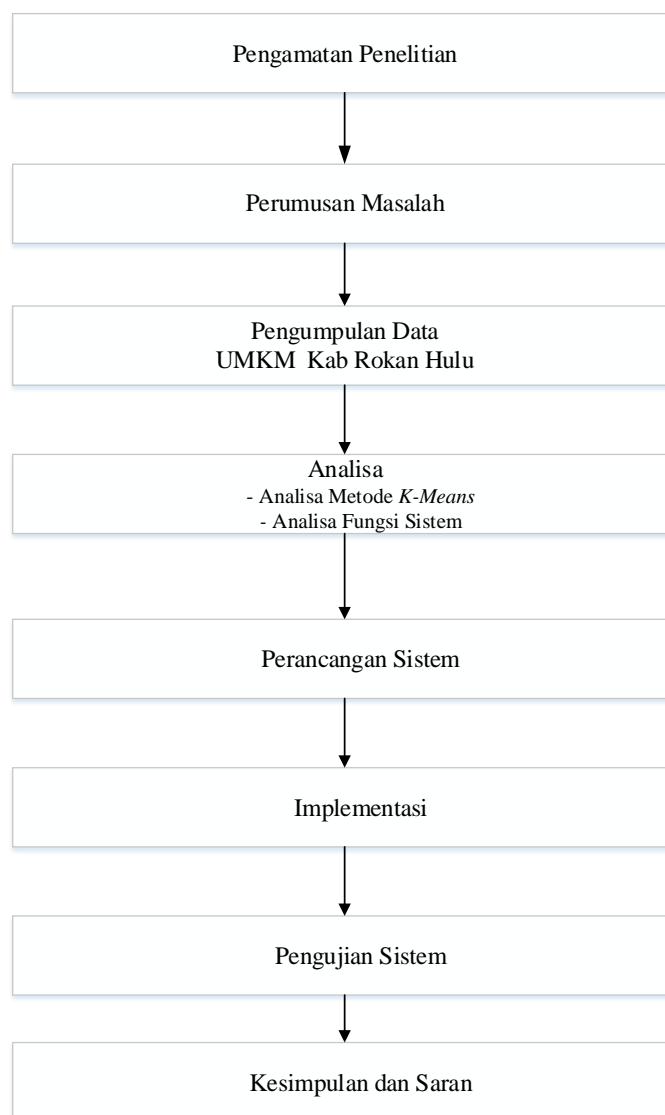 Pengamatan Penelitian
Perumusan Masalah
Pengumpulan Data
UMKM  Kab Rokan Hulu
Analisa
- Analisa Metode K-Means
- Analisa Fungsi Sistem
Perancangan Sistem
Implementasi
Pengujian Sistem
Kesimpulan dan Saran